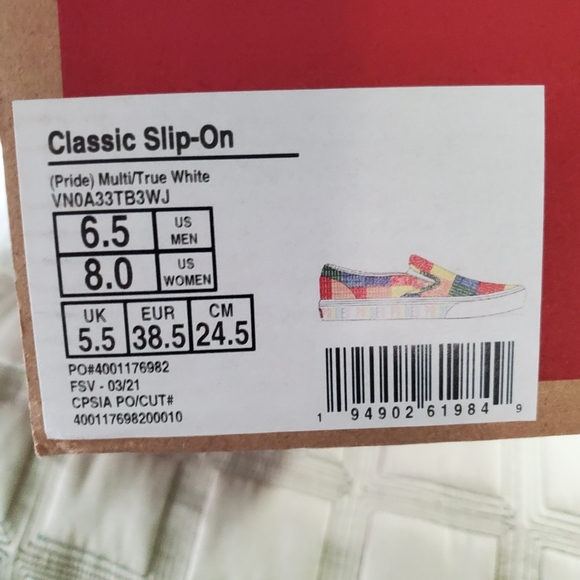 Classic Slip-On
(Pride) Multi/True White
VN0A33TB3WJ
6.5 US MEN
8.0 US WOMEN
UK EUR CM
5.5 38.5 24.5
PO#4001176982
FSV - 03/21
CPSIA PO/CUT#
400117698200010
1 94902 61984 9